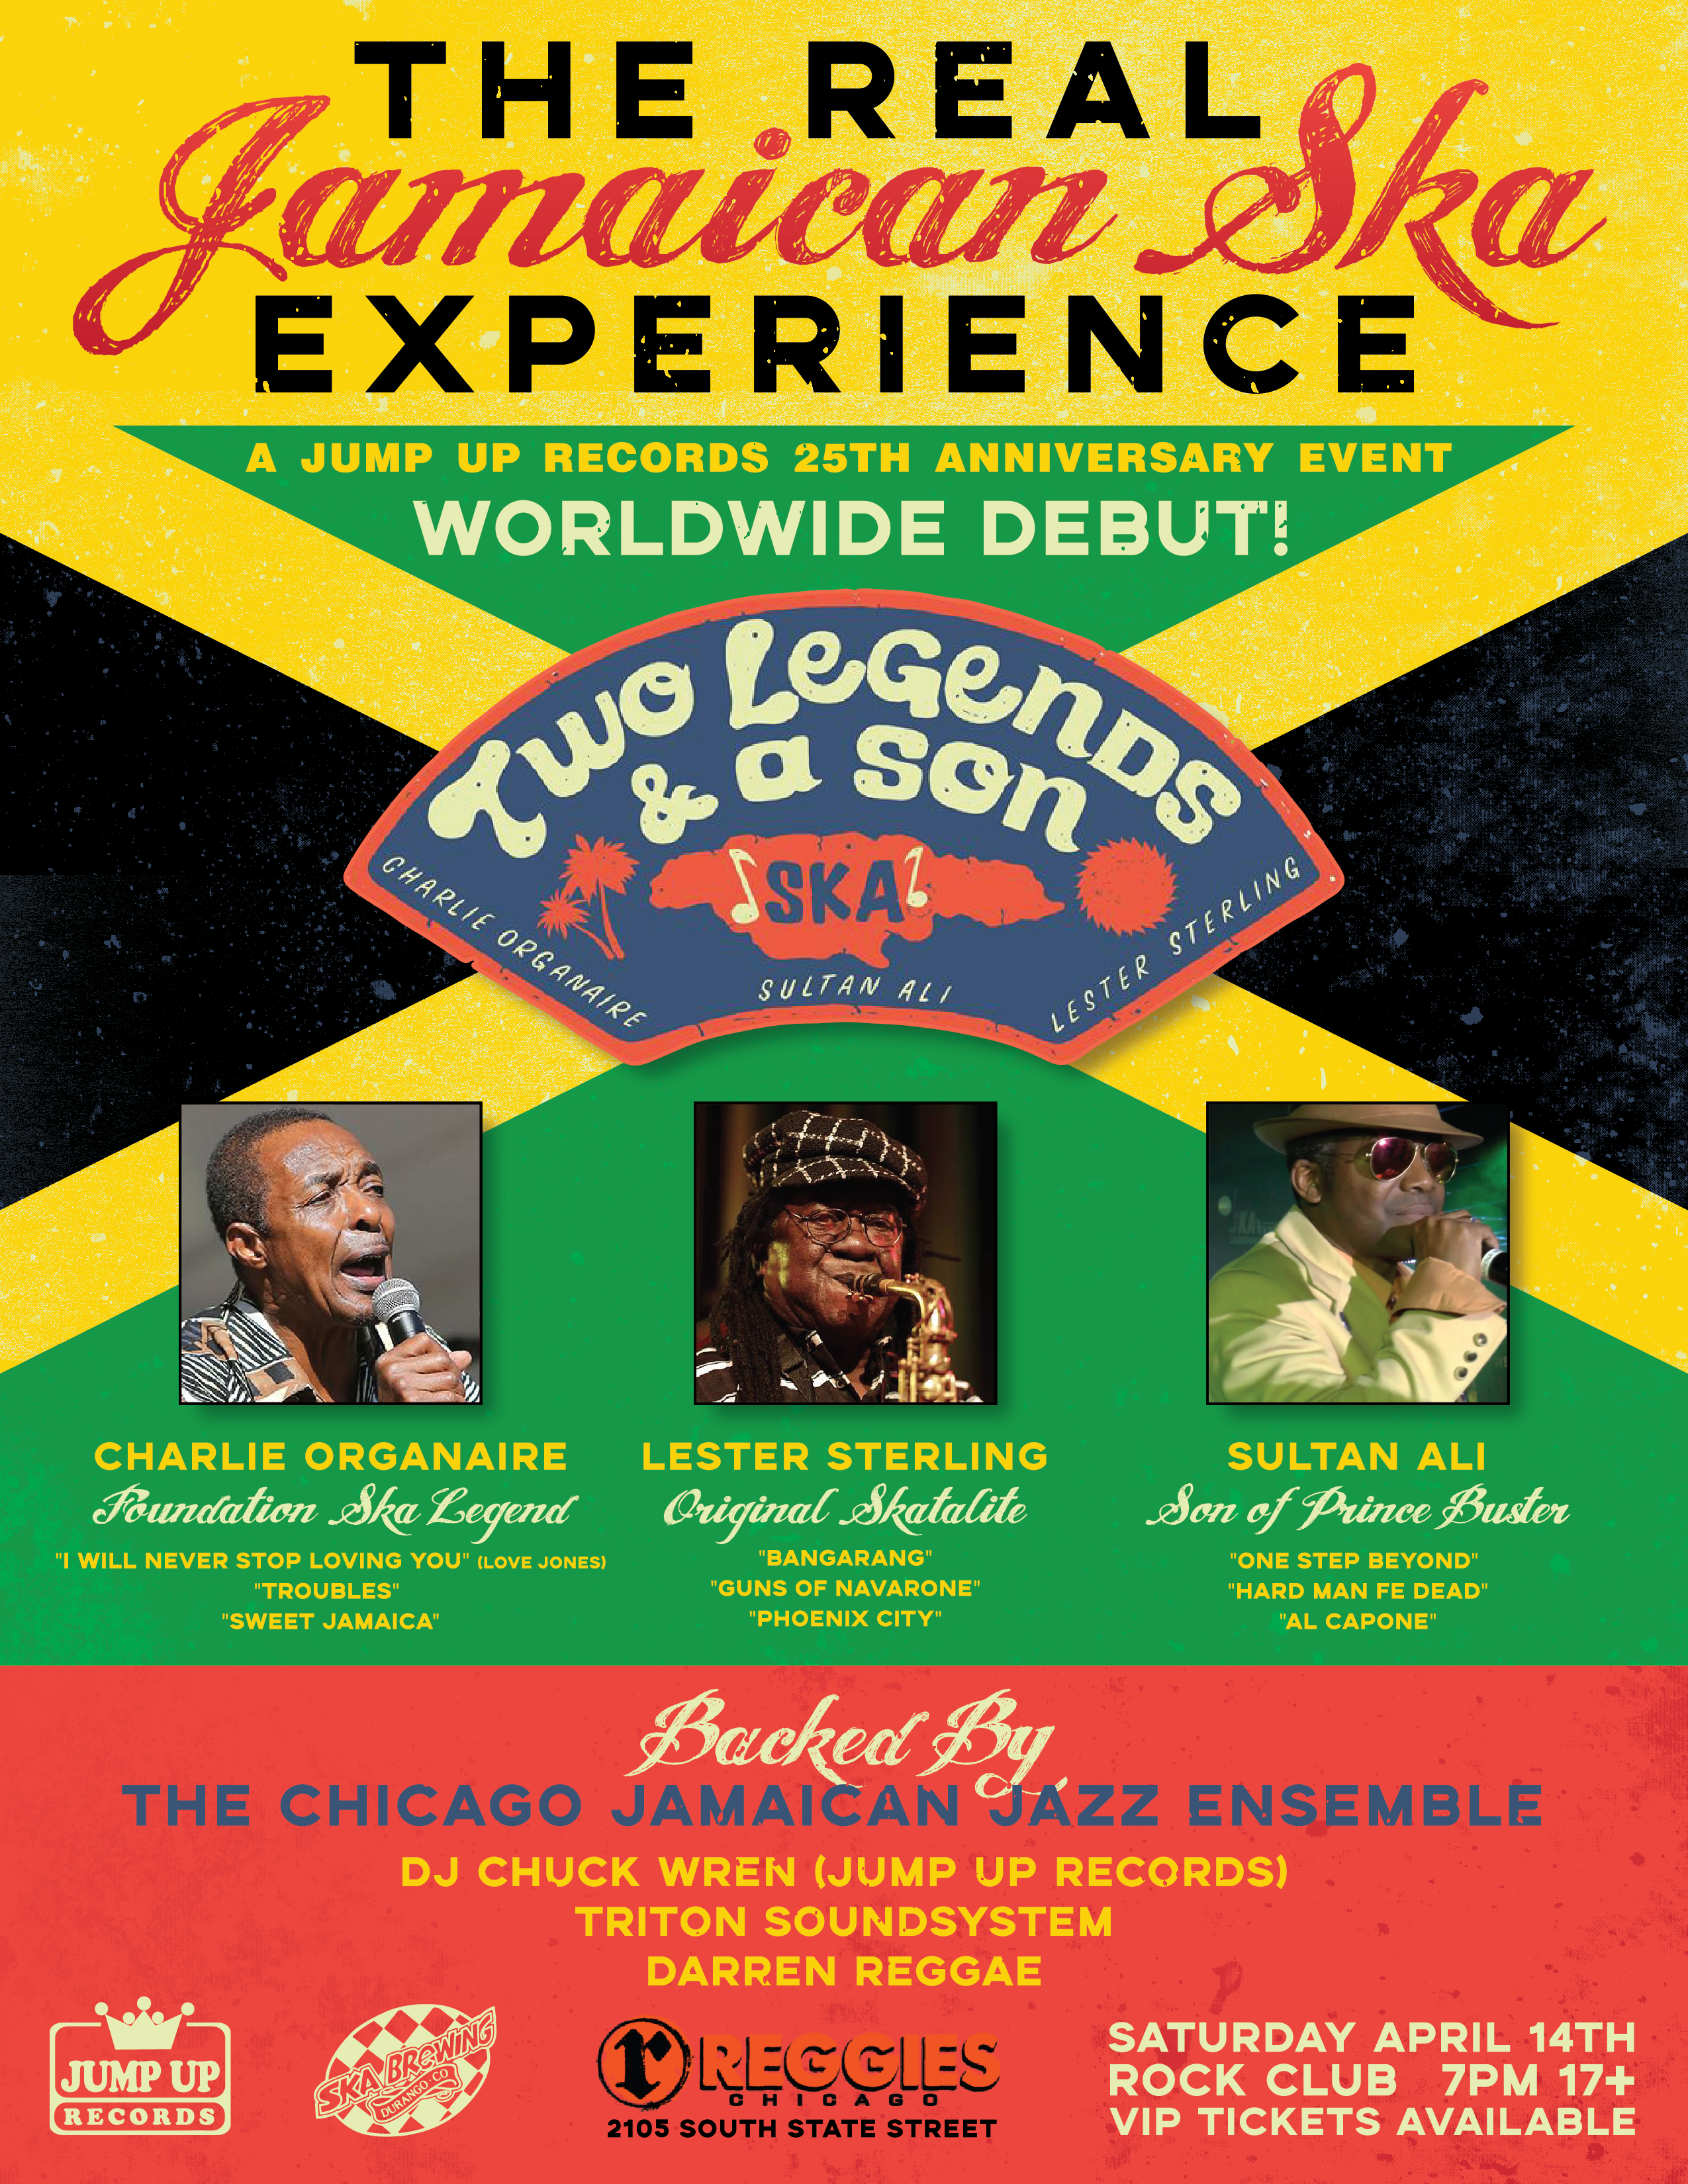 THE REAL
Jamaican Ska
EXPERIENCE
A JUMP UP RECORDS 25TH ANNIVERSARY EVENT
WORLDWIDE DEBUT!
TWO LEGENDS
& a SON
SKA
CHARLIE ORGANAIRE
SULTAN ALI
LESTER STERLING
CHARLIE ORGANAIRE
Foundation Ska Legend
"I WILL NEVER STOP LOVING YOU" (LOVE JONES)
"TROUBLES"
"SWEET JAMAICA"
LESTER STERLING
Original Skatalite
"BANGARANG"
"GUNS OF NAVARONE"
"PHOENIX CITY"
SULTAN ALI
Son of Prince Buster
"ONE STEP BEYOND"
"HARD MAN FE DEAD"
"AL CAPONE"
Backed By
THE CHICAGO JAMAICAN JAZZ ENSEMBLE
DJ CHUCK WREN (JUMP UP RECORDS)
TRITON SOUNDSYSTEM
DARREN REGGAE
JUMP UP
RECORDS
SKA BREWING
DURANGO CO
r REGGIES
CHICAGO
2105 SOUTH STATE STREET
SATURDAY APRIL 14TH
ROCK CLUB 7PM 17+
VIP TICKETS AVAILABLE